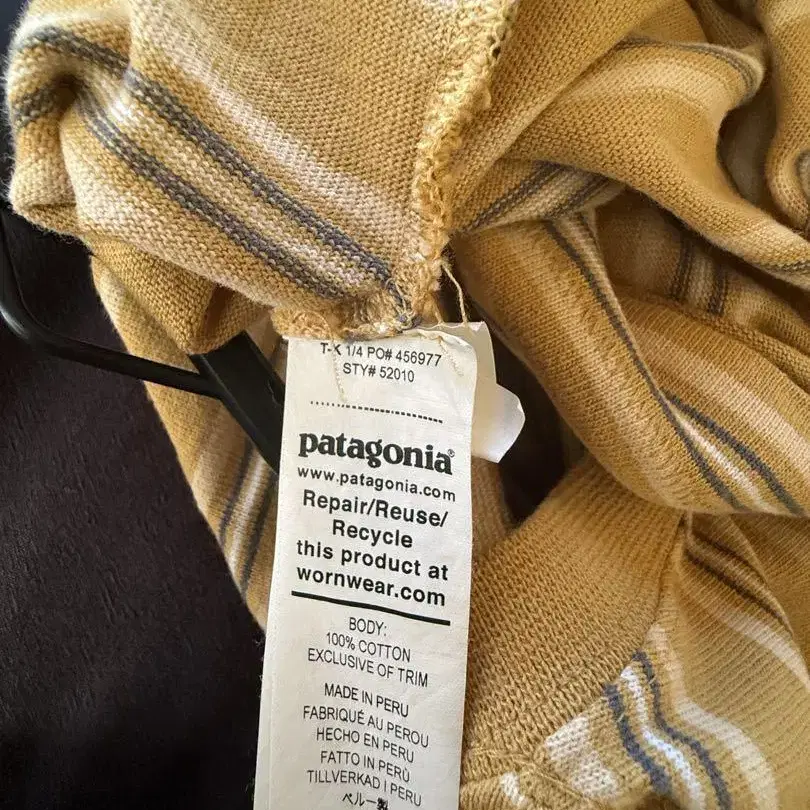 T-K 1/4 PO# 456977
STY# 52010
patagonia®
www.patagonia.com
Repair/Reuse/
Recycle
this product at
wornwear.com
BODY:
100% COTTON
EXCLUSIVE OF TRIM
MADE IN PERU
FABRIQUÉ AU PEROU
HECHO EN PERU
FATTO IN PERÙ
TILLVERKAD I PERU
ペルー製